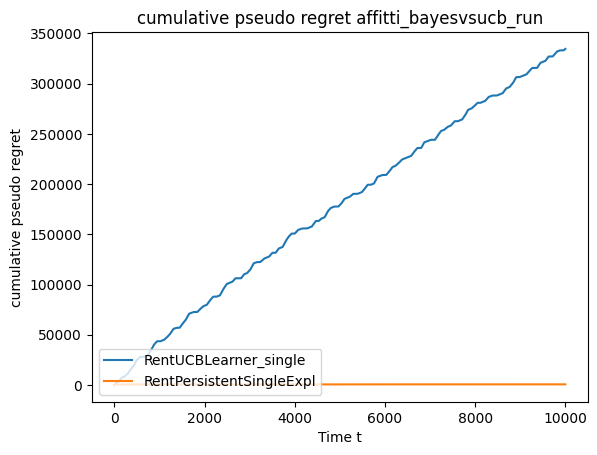 cumulative pseudo regret affitti_bayesvsucb_run
350000
300000
250000
200000
150000
100000
50000
0
cumulative pseudo regret
RentUCBLearner_single
RentPersistentSingleExpl
0 2000 4000 6000 8000 10000
Time t